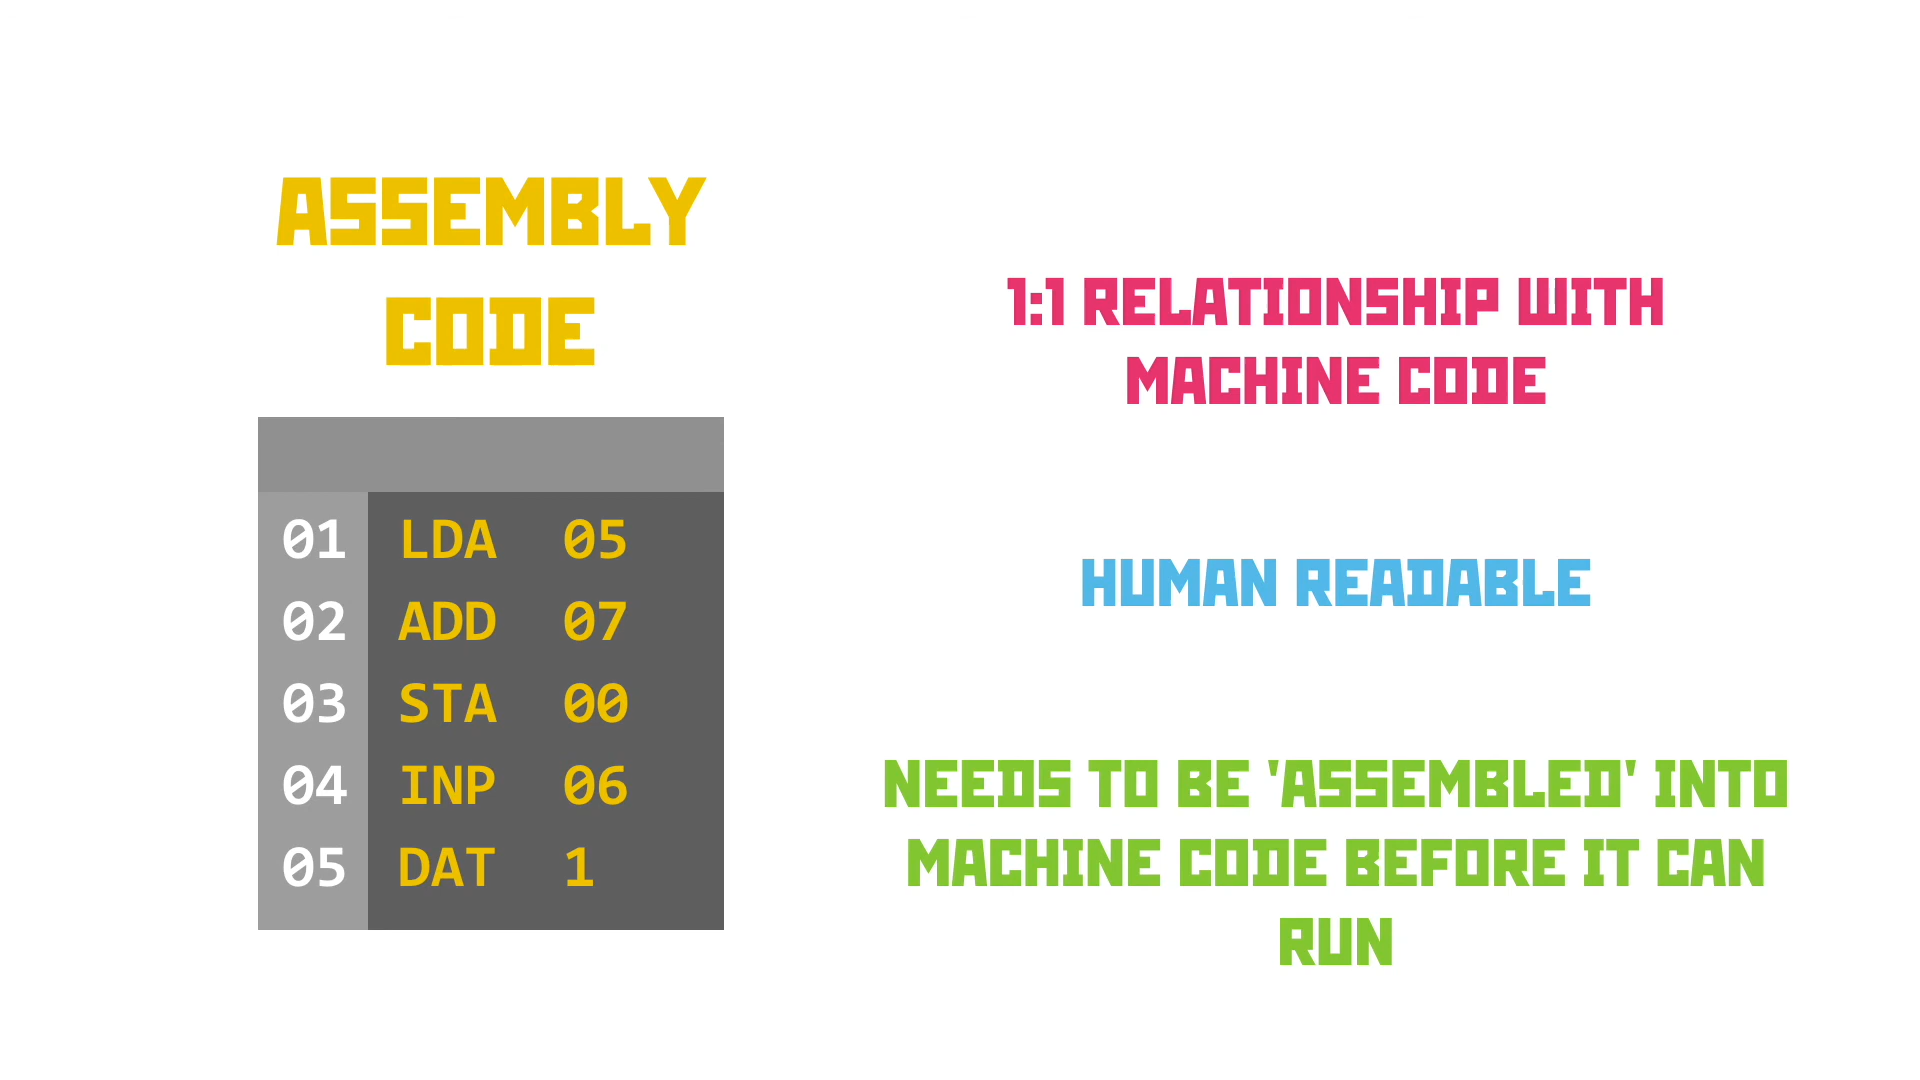 ASSEMBLY
CODE
01 LDA 05
02 ADD 07
03 STA 00
04 INP 06
05 DAT 1
1:1 RELATIONSHIP WITH
MACHINE CODE
HUMAN READABLE
NEEDS TO BE 'ASSEMBLED' INTO
MACHINE CODE BEFORE IT CAN
RUN